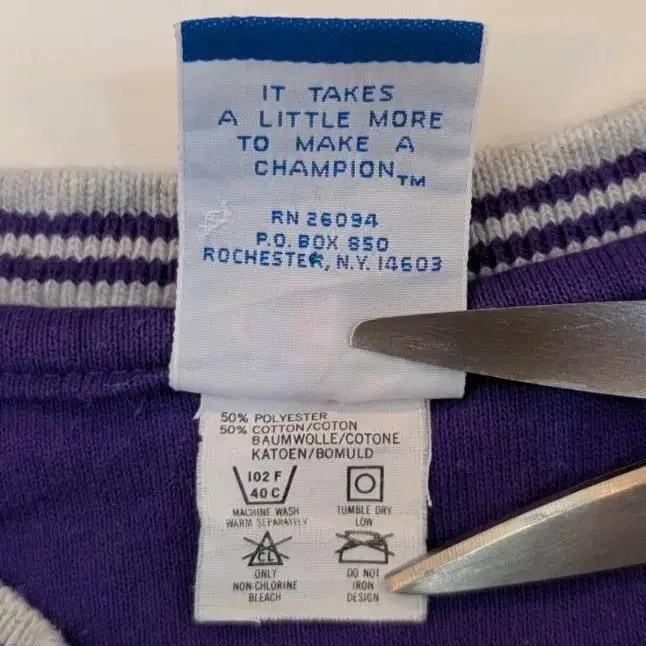 IT TAKES
A LITTLE MORE
TO MAKE A
CHAMPION TM
RN 26094
P.O. BOX 850
ROCHESTER, N.Y. 14603
50% POLYESTER
50% COTTON/COTON
BAUMWOLLE/COTONE
KATOEN/BOMULD
102 F
40 C
MACHINE WASH
WARM SEPARATELY
TUMBLE DRY
LOW
CL
ONLY
NON-CHLORINE
BLEACH
DO NOT
IRON
DESIGN